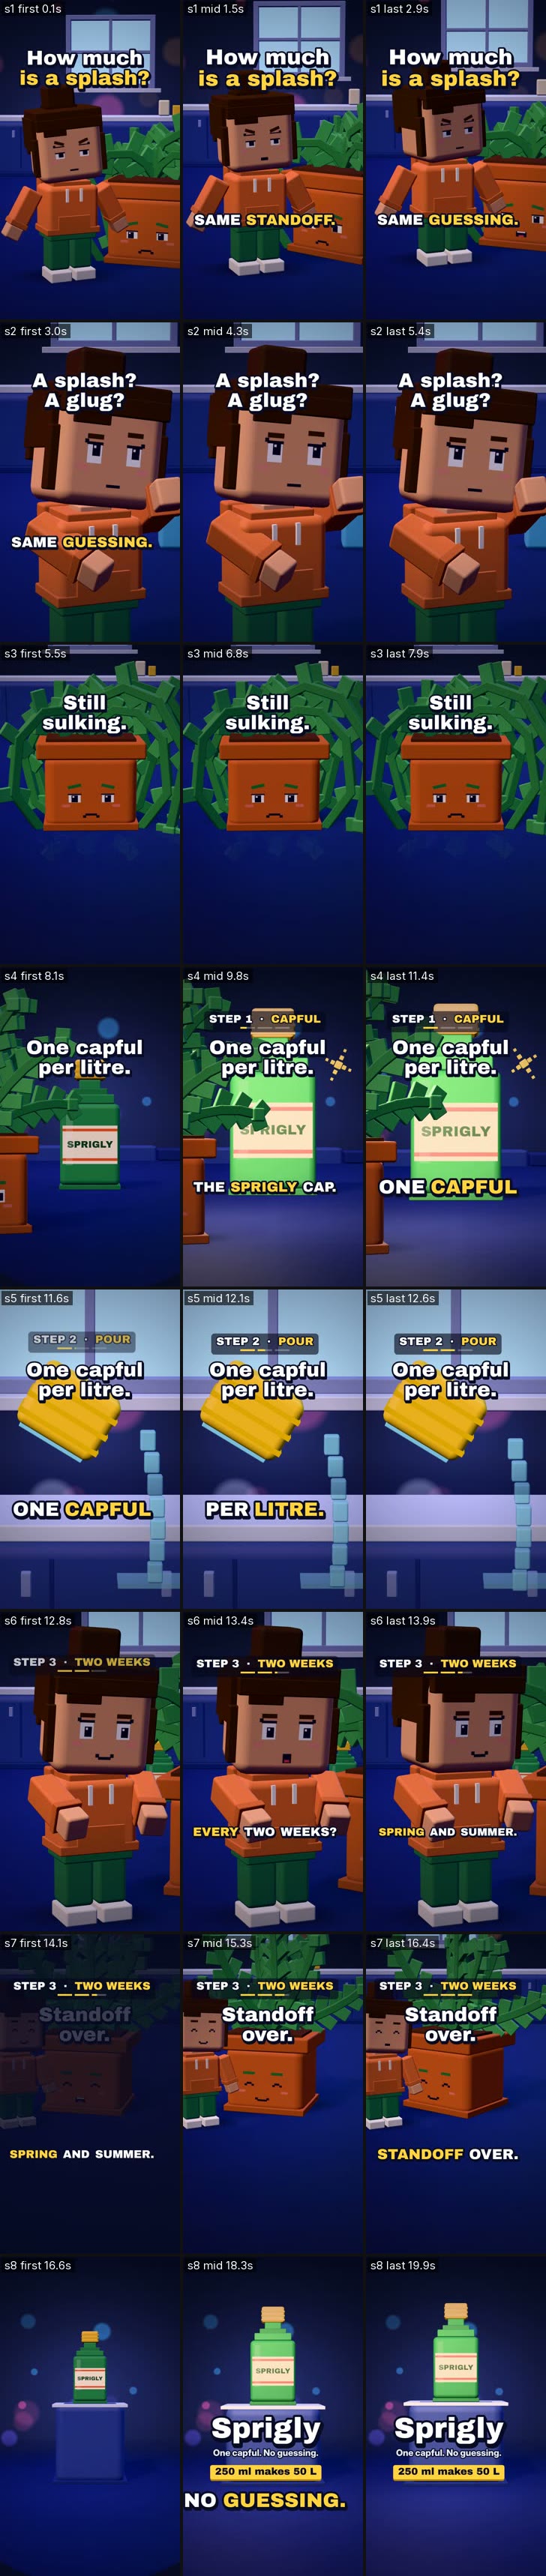 s1 first 0.1s
How much
is a splash?
s1 mid 1.5s
How much
is a splash?
SAME STANDOFF.
s1 last 2.9s
How much
is a splash?
SAME GUESSING.
s2 first 3.0s
A splash?
A glug?
SAME GUESSING.
s2 mid 4.3s
A splash?
A glug?
s2 last 5.4s
A splash?
A glug?
s3 first 5.5s
Still
sulking.
s3 mid 6.8s
Still
sulking.
s3 last 7.9s
Still
sulking.
s4 first 8.1s
One capful
per litre.
SPRIGLY
s4 mid 9.8s
STEP 1 · CAPFUL
One capful
per litre.
SPRIGLY
THE SPRIGLY CAP.
s4 last 11.4s
STEP 1 · CAPFUL
One capful
per litre.
SPRIGLY
ONE CAPFUL
s5 first 11.6s
STEP 2 · POUR
One capful
per litre.
ONE CAPFUL
s5 mid 12.1s
STEP 2 · POUR
One capful
per litre.
PER LITRE.
s5 last 12.6s
STEP 2 · POUR
One capful
per litre.
s6 first 12.8s
STEP 3 · TWO WEEKS
s6 mid 13.4s
STEP 3 · TWO WEEKS
EVERY TWO WEEKS?
s6 last 13.9s
STEP 3 · TWO WEEKS
SPRING AND SUMMER.
s7 first 14.1s
STEP 3 · TWO WEEKS
Standoff
over.
SPRING AND SUMMER.
s7 mid 15.3s
STEP 3 · TWO WEEKS
Standoff
over.
s7 last 16.4s
STEP 3 · TWO WEEKS
Standoff
over.
STANDOFF OVER.
s8 first 16.6s
SPRIGLY
s8 mid 18.3s
SPRIGLY
Sprigly
One capful. No guessing.
250 ml makes 50 L
NO GUESSING.
s8 last 19.9s
SPRIGLY
Sprigly
One capful. No guessing.
250 ml makes 50 L